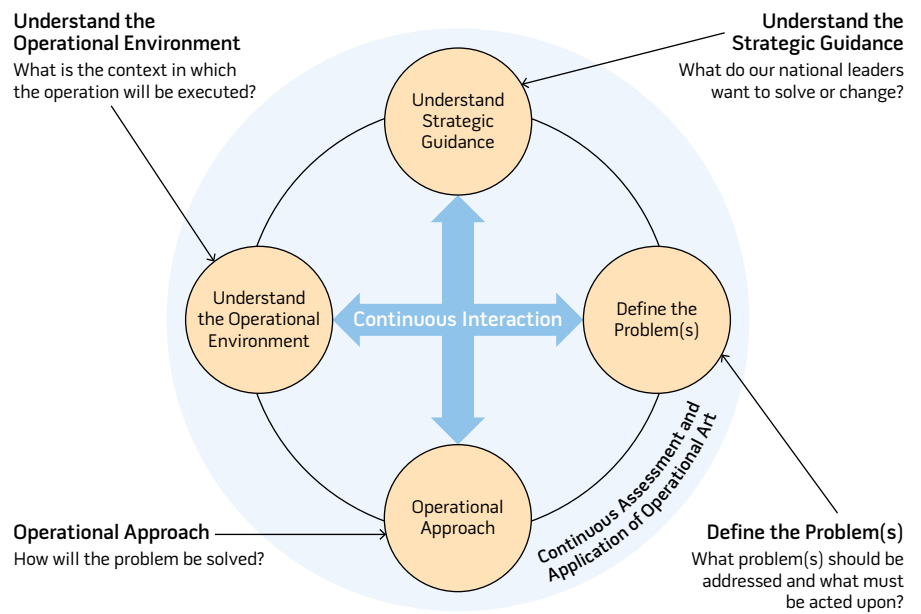 Understand the
Operational Environment
What is the context in which
the operation will be executed?
Understand the
Strategic Guidance
What do our national leaders
want to solve or change?
Understand
Strategic
Guidance
Understand
the Operational
Environment
Continuous Interaction
Define the
Problem(s)
Operational
Approach
Continuous Assessment and
Application of Operational Art
Operational Approach
How will the problem be solved?
Define the Problem(s)
What problem(s) should be
addressed and what must
be acted upon?